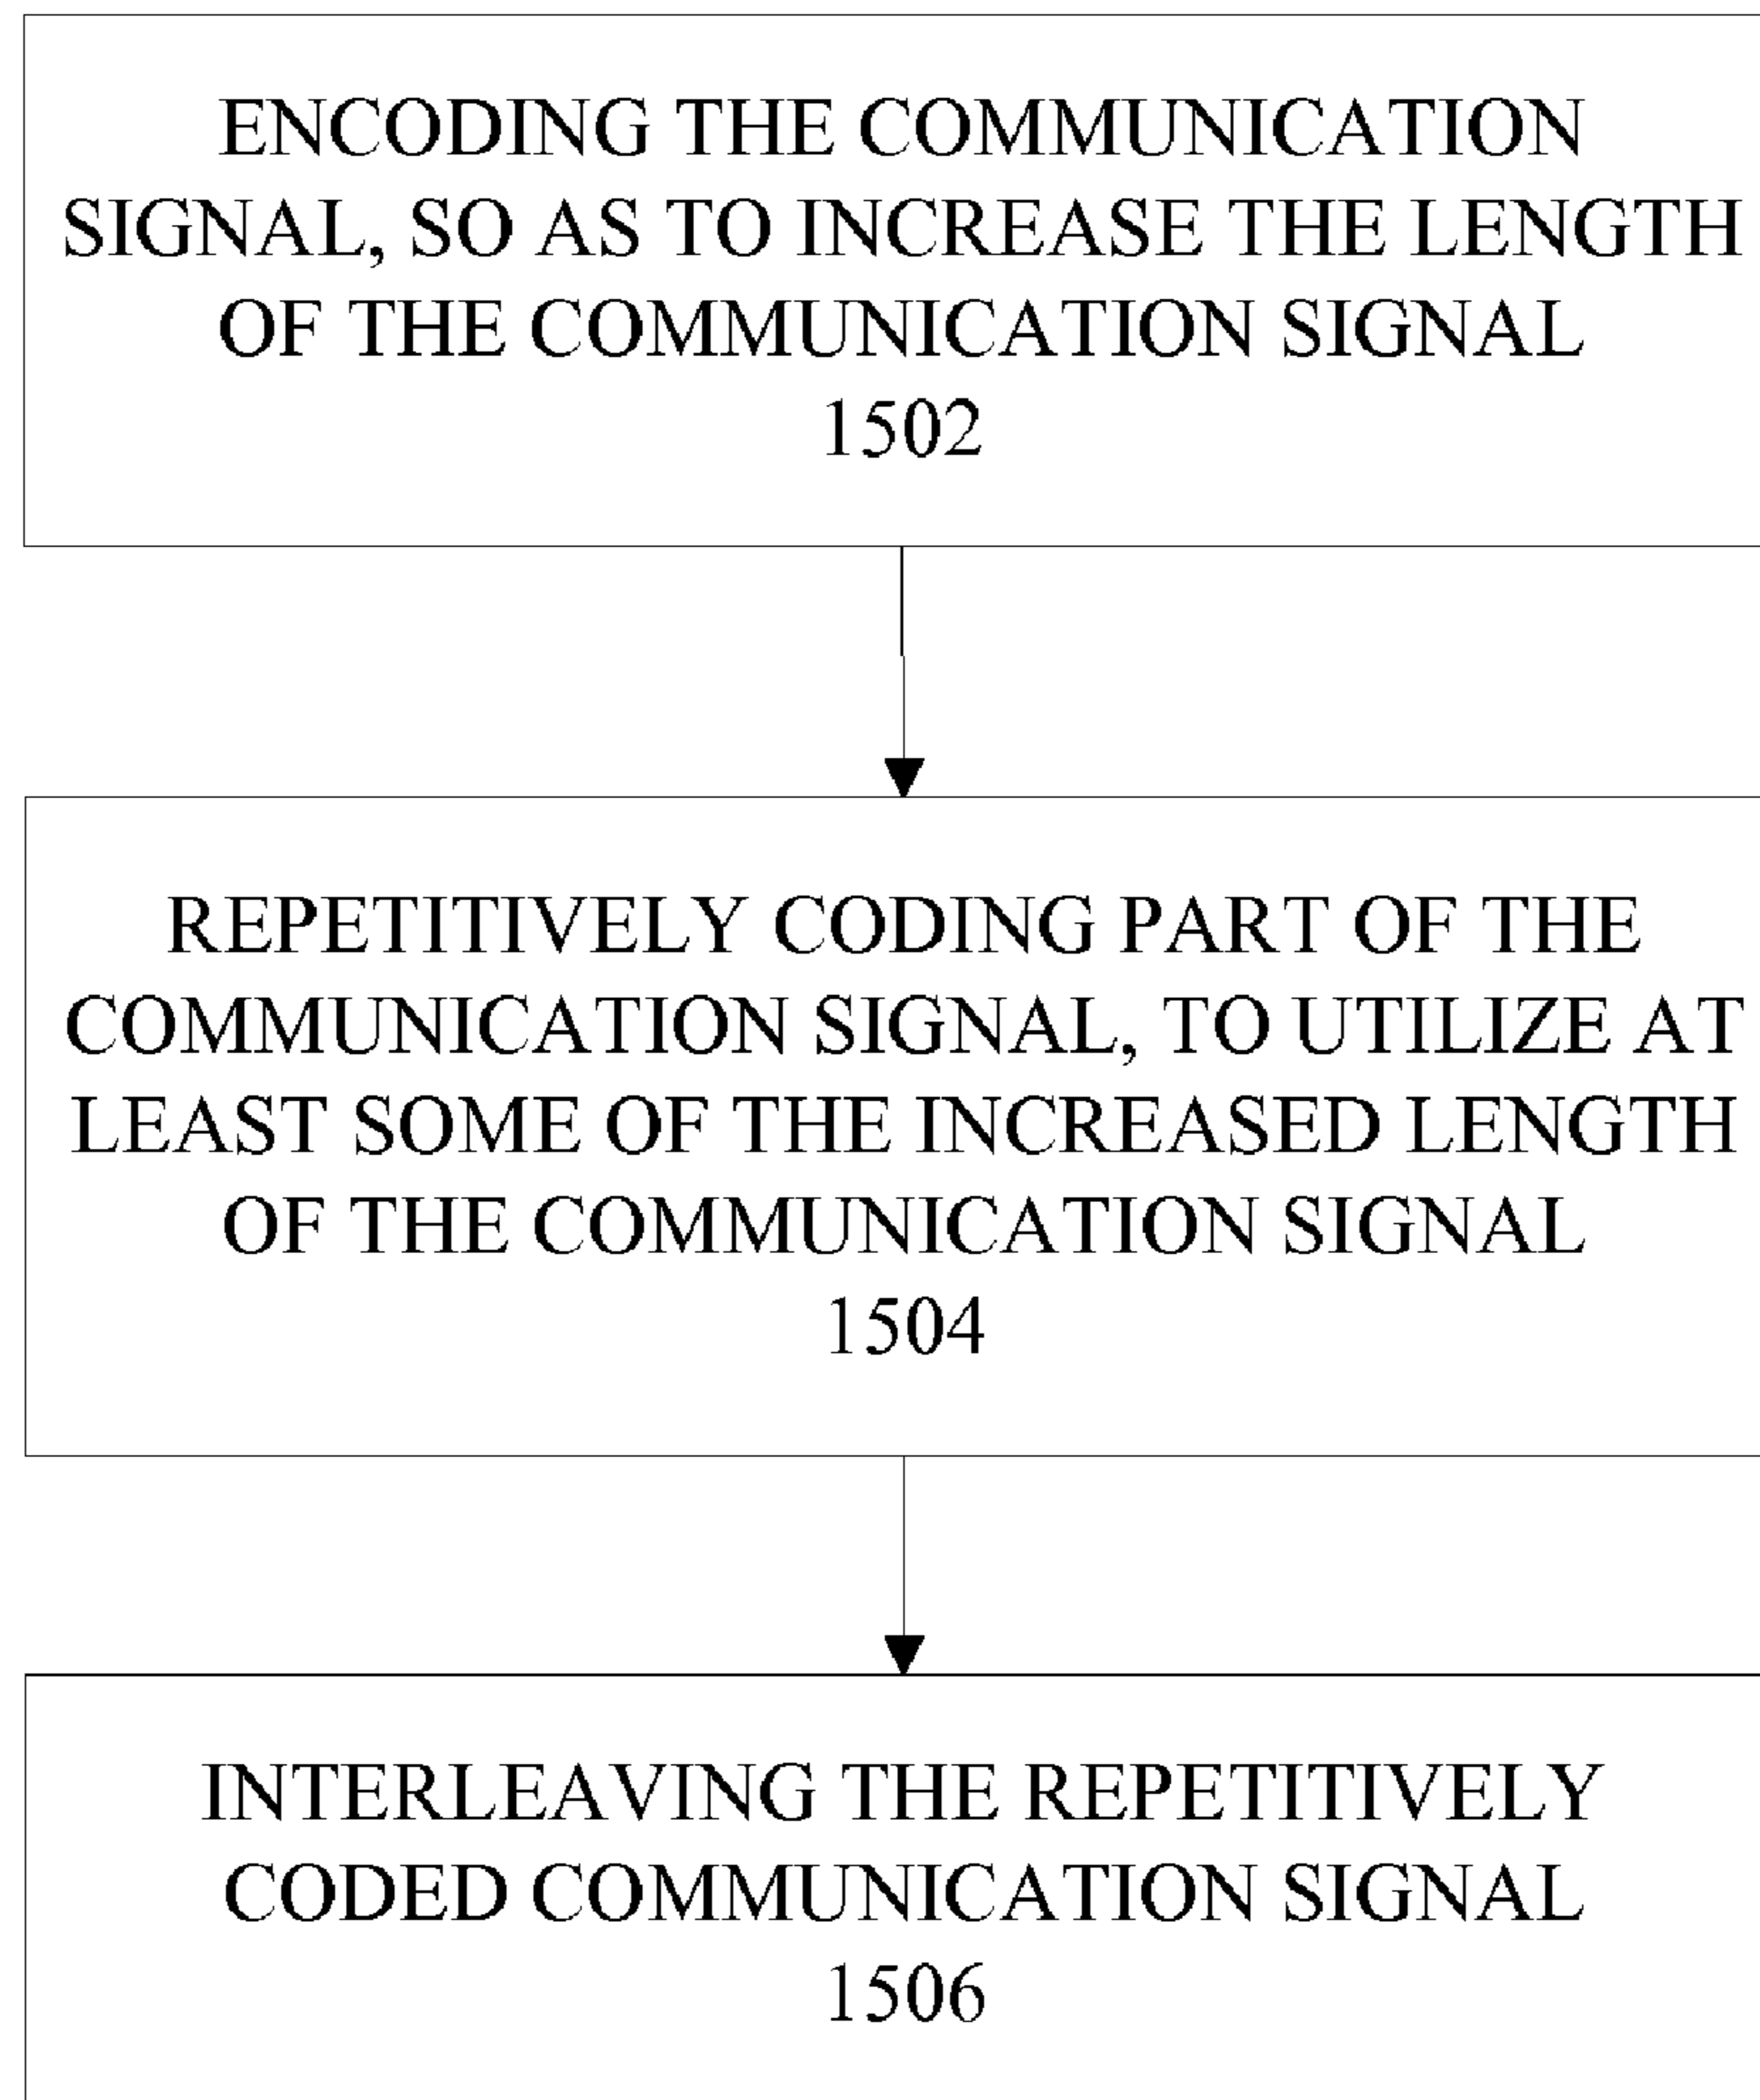 ENCODING THE COMMUNICATION
SIGNAL, SO AS TO INCREASE THE LENGTH
OF THE COMMUNICATION SIGNAL
1502
REPETITIVELY CODING PART OF THE
COMMUNICATION SIGNAL, TO UTILIZE AT
LEAST SOME OF THE INCREASED LENGTH
OF THE COMMUNICATION SIGNAL
1504
INTERLEAVING THE REPETITIVELY
CODED COMMUNICATION SIGNAL
1506